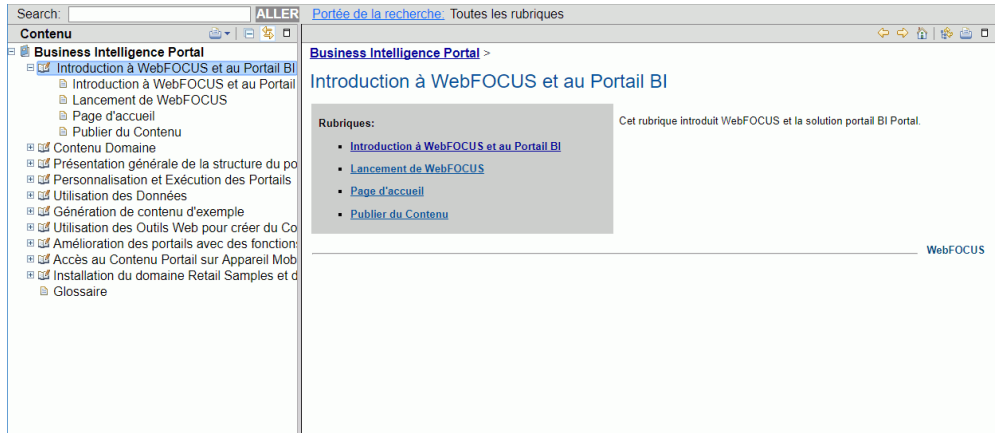 Search: ALLER Portée de la recherche: Toutes les rubriques
Contenu
Business Intelligence Portal
Introduction à WebFOCUS et au Portail BI
Introduction à WebFOCUS et au Portail
Lancement de WebFOCUS
Page d'accueil
Publier du Contenu
Contenu Domaine
Présentation générale de la structure du po
Personnalisation et Exécution des Portails
Utilisation des Données
Génération de contenu d'exemple
Utilisation des Outils Web pour créer du Co
Amélioration des portails avec des fonction
Accès au Contenu Portail sur Appareil Mob
Installation du domaine Retail Samples et d
Glossaire
Business Intelligence Portal >
Introduction à WebFOCUS et au Portail BI
Rubriques:
Introduction à WebFOCUS et au Portail BI
Lancement de WebFOCUS
Page d'accueil
Publier du Contenu
Cet rubrique introduit WebFOCUS et la solution portail BI Portal.
WebFOCUS